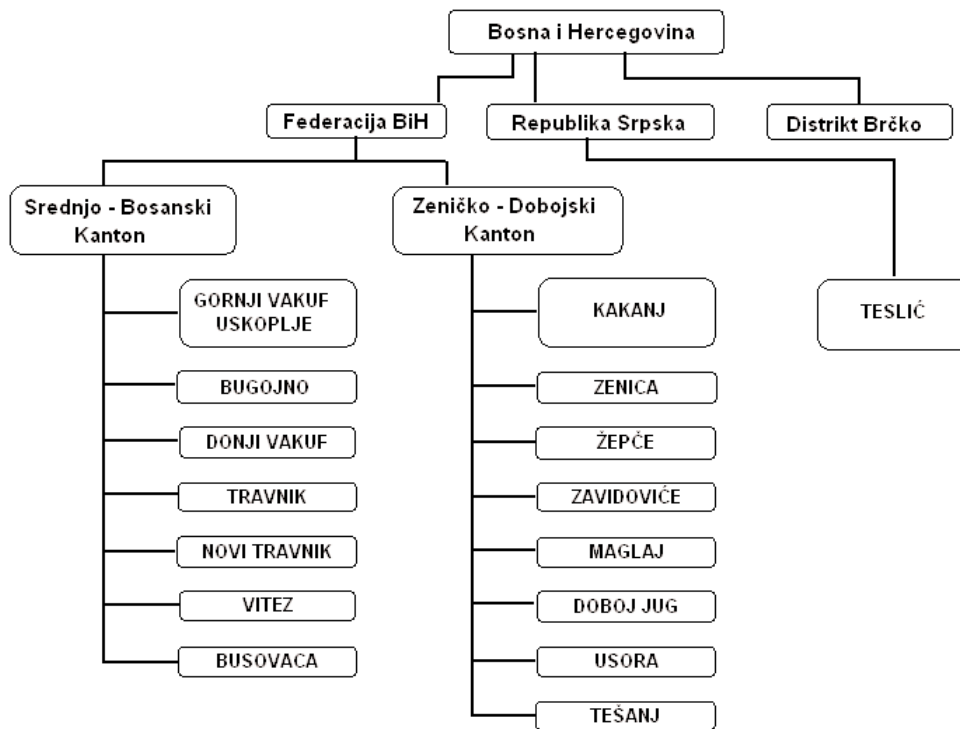 Bosna i Hercegovina
Federacija BiH
Republika Srpska
Distrikt Brčko
Srednjo - Bosanski
Kanton
Zeničko - Dobojski
Kanton
GORNJI VAKUF
USKOPLJE
KAKANJ
TESLIĆ
BUGOJNO
ZENICA
DONJI VAKUF
ŽEPČE
TRAVNIK
ZAVIDOVIĆE
NOVI TRAVNIK
MAGLAJ
VITEZ
DOBOJ JUG
BUSOVACA
USORA
TEŠANJ